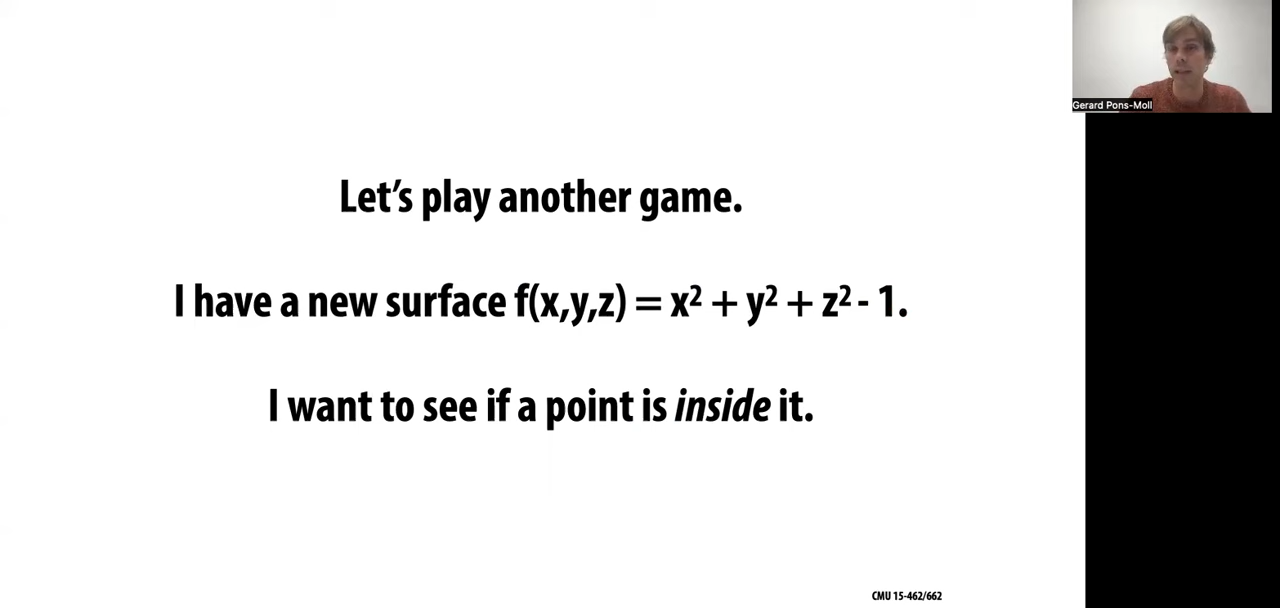 Gerard Pons-Moll
Let's play another game.
I have a new surface f(x,y,z) = x² + y² + z² - 1.
I want to see if a point is inside it.
CMU 15-462/662